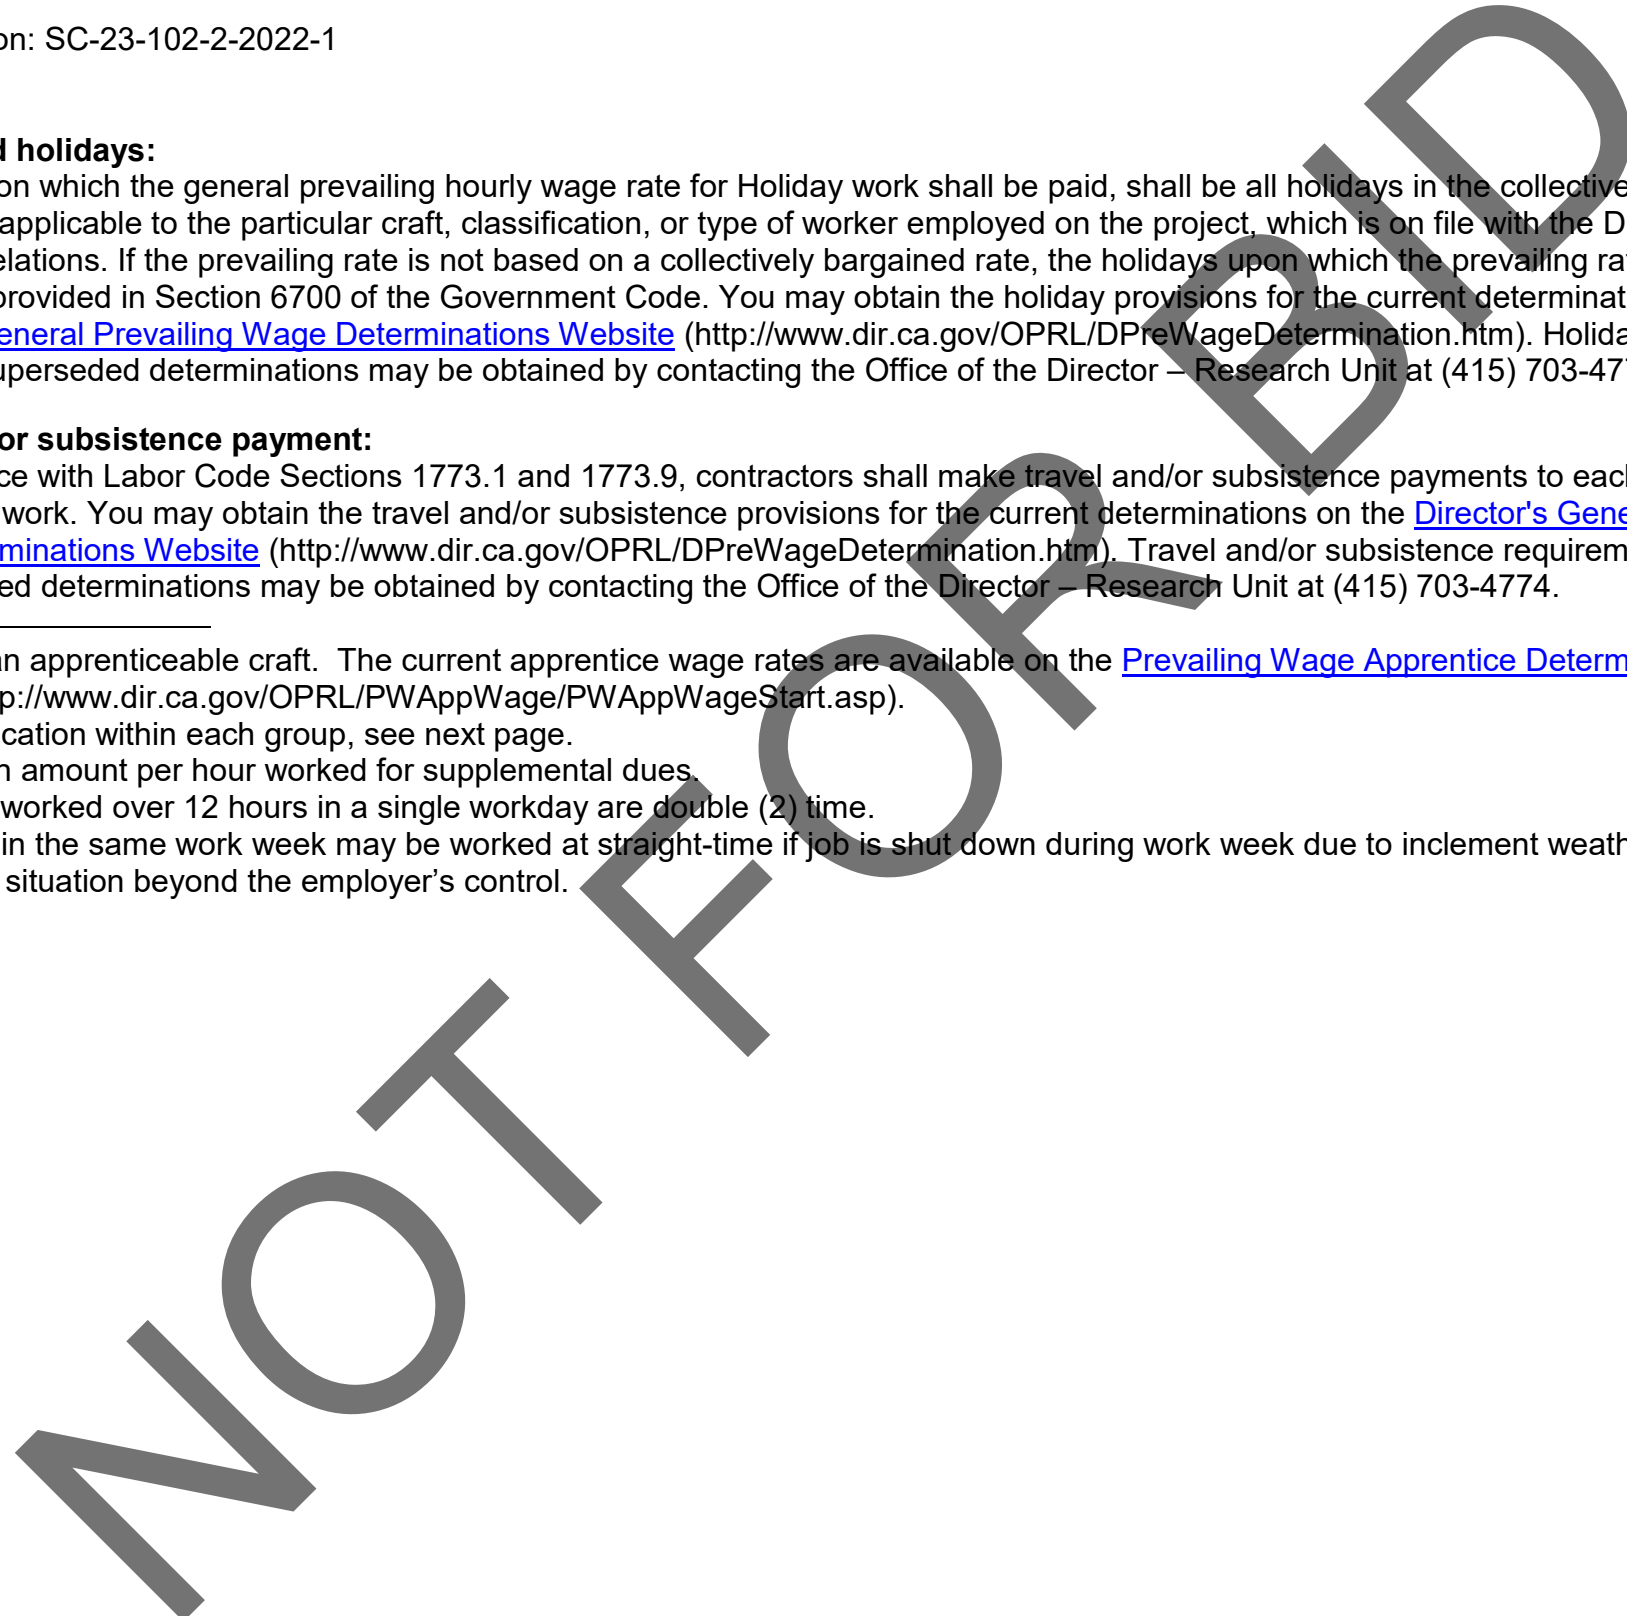 on: SC-23-102-2-2022-1
d holidays:
on which the general prevailing hourly wage rate for Holiday work shall be paid, shall be all holidays in the collective
applicable to the particular craft, classification, or type of worker employed on the project, which is on file with the D
elations. If the prevailing rate is not based on a collectively bargained rate, the holidays upon which the prevailing ra
provided in Section 6700 of the Government Code. You may obtain the holiday provisions for the current determinat
eneral Prevailing Wage Determinations Website (http://www.dir.ca.gov/OPRL/DPreWageDetermination.htm). Holida
uperseded determinations may be obtained by contacting the Office of the Director – Research Unit at (415) 703-477
or subsistence payment:
ce with Labor Code Sections 1773.1 and 1773.9, contractors shall make travel and/or subsistence payments to each
work. You may obtain the travel and/or subsistence provisions for the current determinations on the Director's Gene
minations Website (http://www.dir.ca.gov/OPRL/DPreWageDetermination.htm). Travel and/or subsistence requirem
ed determinations may be obtained by contacting the Office of the Director – Research Unit at (415) 703-4774.
an apprenticeable craft.  The current apprentice wage rates are available on the Prevailing Wage Apprentice Determ
p://www.dir.ca.gov/OPRL/PWAppWage/PWAppWageStart.asp).
cation within each group, see next page.
n amount per hour worked for supplemental dues.
worked over 12 hours in a single workday are double (2) time.
in the same work week may be worked at straight-time if job is shut down during work week due to inclement weath
situation beyond the employer’s control.
NOT FOR BID